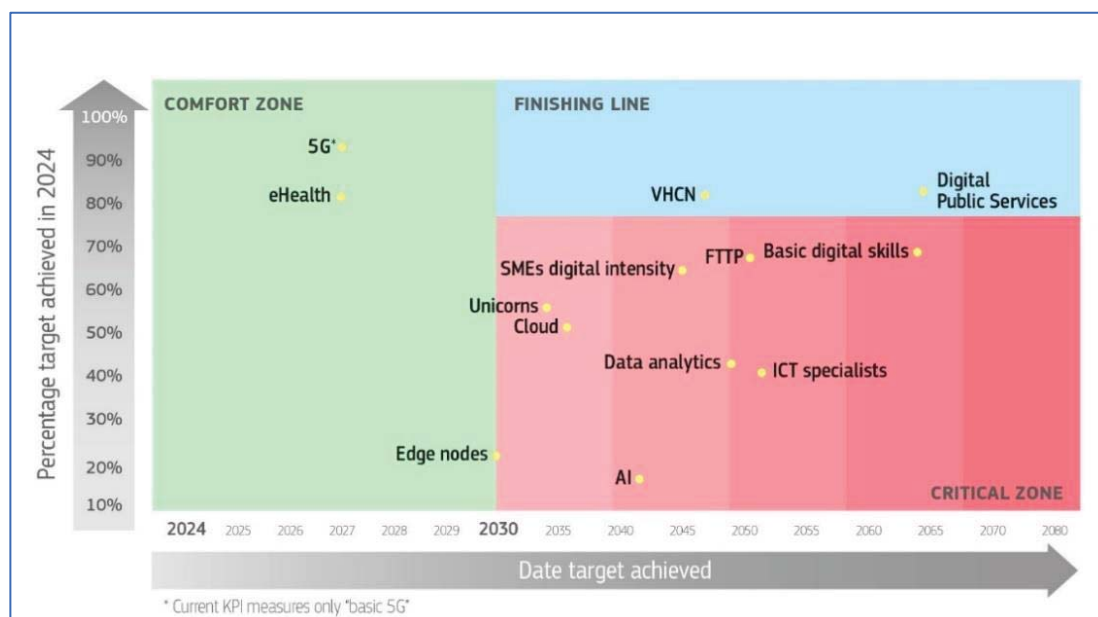 COMFORT ZONE
FINISHING LINE
Percentage target achieved in 2024
100%
90%
80%
70%
60%
50%
40%
30%
20%
10%
5G*
eHealth
VHCN
Digital
Public Services
Basic digital skills
FTTP
SMEs digital intensity
Unicorns
Cloud
Data analytics
ICT specialists
Edge nodes
AI
CRITICAL ZONE
2024 2025 2026 2027 2028 2029 2030 2035 2040 2045 2050 2055 2060 2065 2070 2080
Date target achieved
* Current KPI measures only "basic 5G"